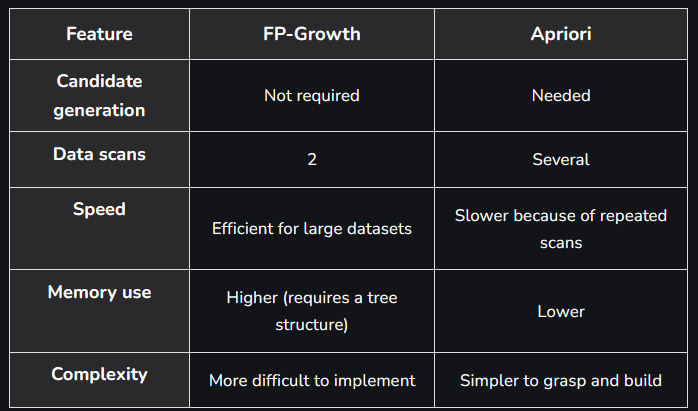 Feature FP-Growth Apriori
Candidate
generation
Not required Needed
Data scans 2 Several
Speed
Efficient for large datasets
Slower because of repeated
scans
Memory use
Higher (requires a tree
structure)
Lower
Complexity More difficult to implement Simpler to grasp and build